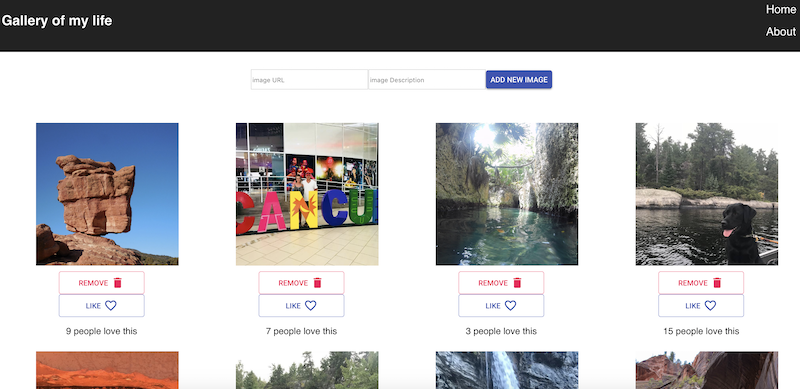 Gallery of my life
Home
About
image URL
image Description
ADD NEW IMAGE
CANCU
REMOVE
REMOVE
REMOVE
REMOVE
LIKE
LIKE
LIKE
LIKE
9 people love this
7 people love this
3 people love this
15 people love this